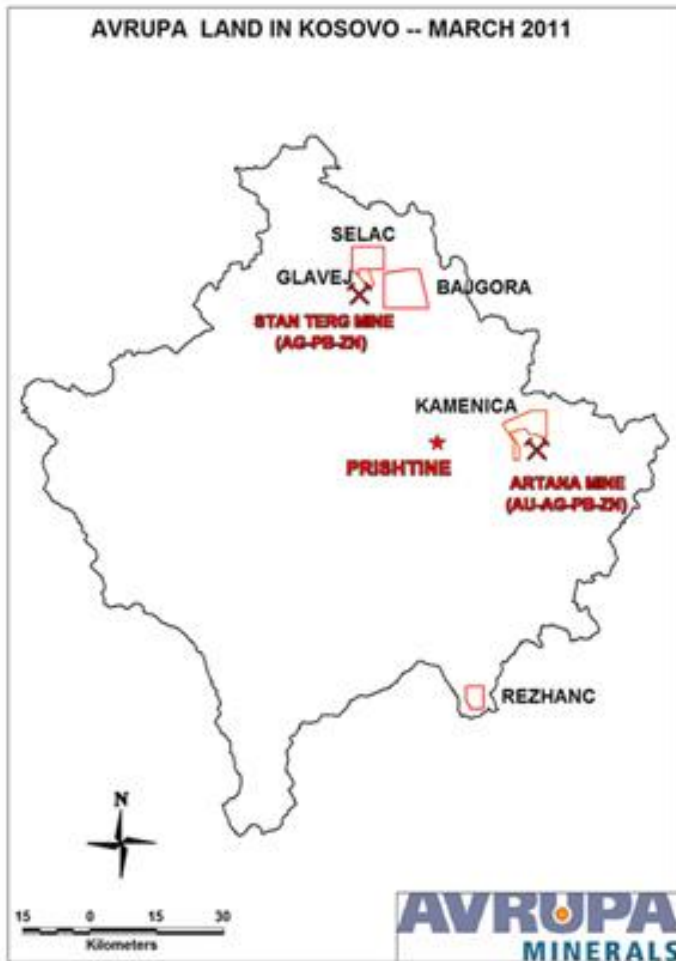 AVRUPA LAND IN KOSOVO -- MARCH 2011
SELAC
GLAVEJ
BAJGORA
STAN TERG MINE
(AG-PB-ZN)
KAMENICA
PRISHTINE
ARTANA MINE
(AU-AG-PB-ZN)
REZHANC
N
15 0 15 30
Kilometers
AVRUPA
MINERALS